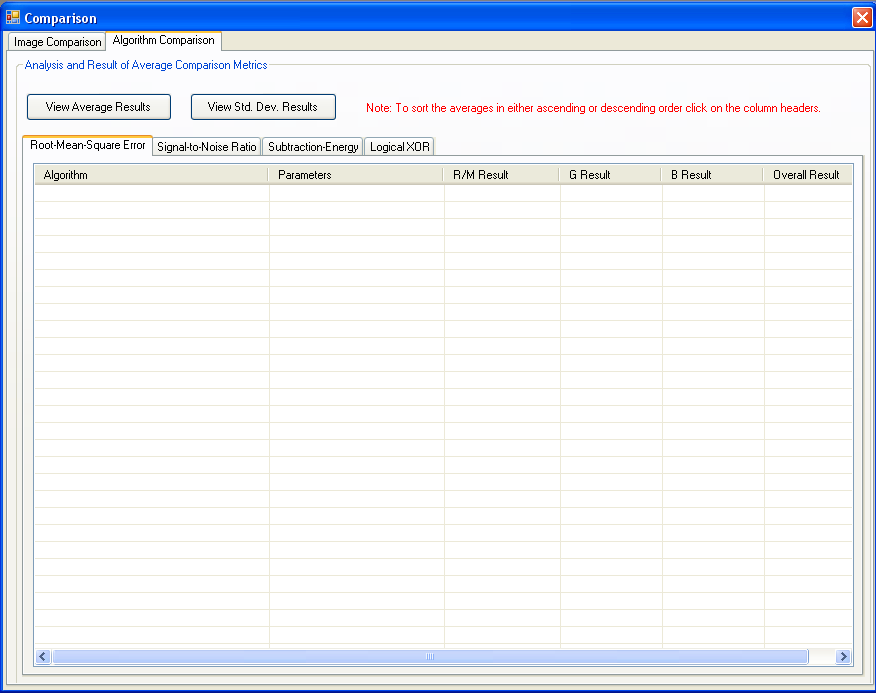 Comparison
Image Comparison Algorithm Comparison
Analysis and Result of Average Comparison Metrics
View Average Results View Std. Dev. Results Note: To sort the averages in either ascending or descending order click on the column headers.
Root-Mean-Square Error Signal-to-Noise Ratio Subtraction-Energy Logical XOR
Algorithm Parameters R/M Result G Result B Result Overall Result